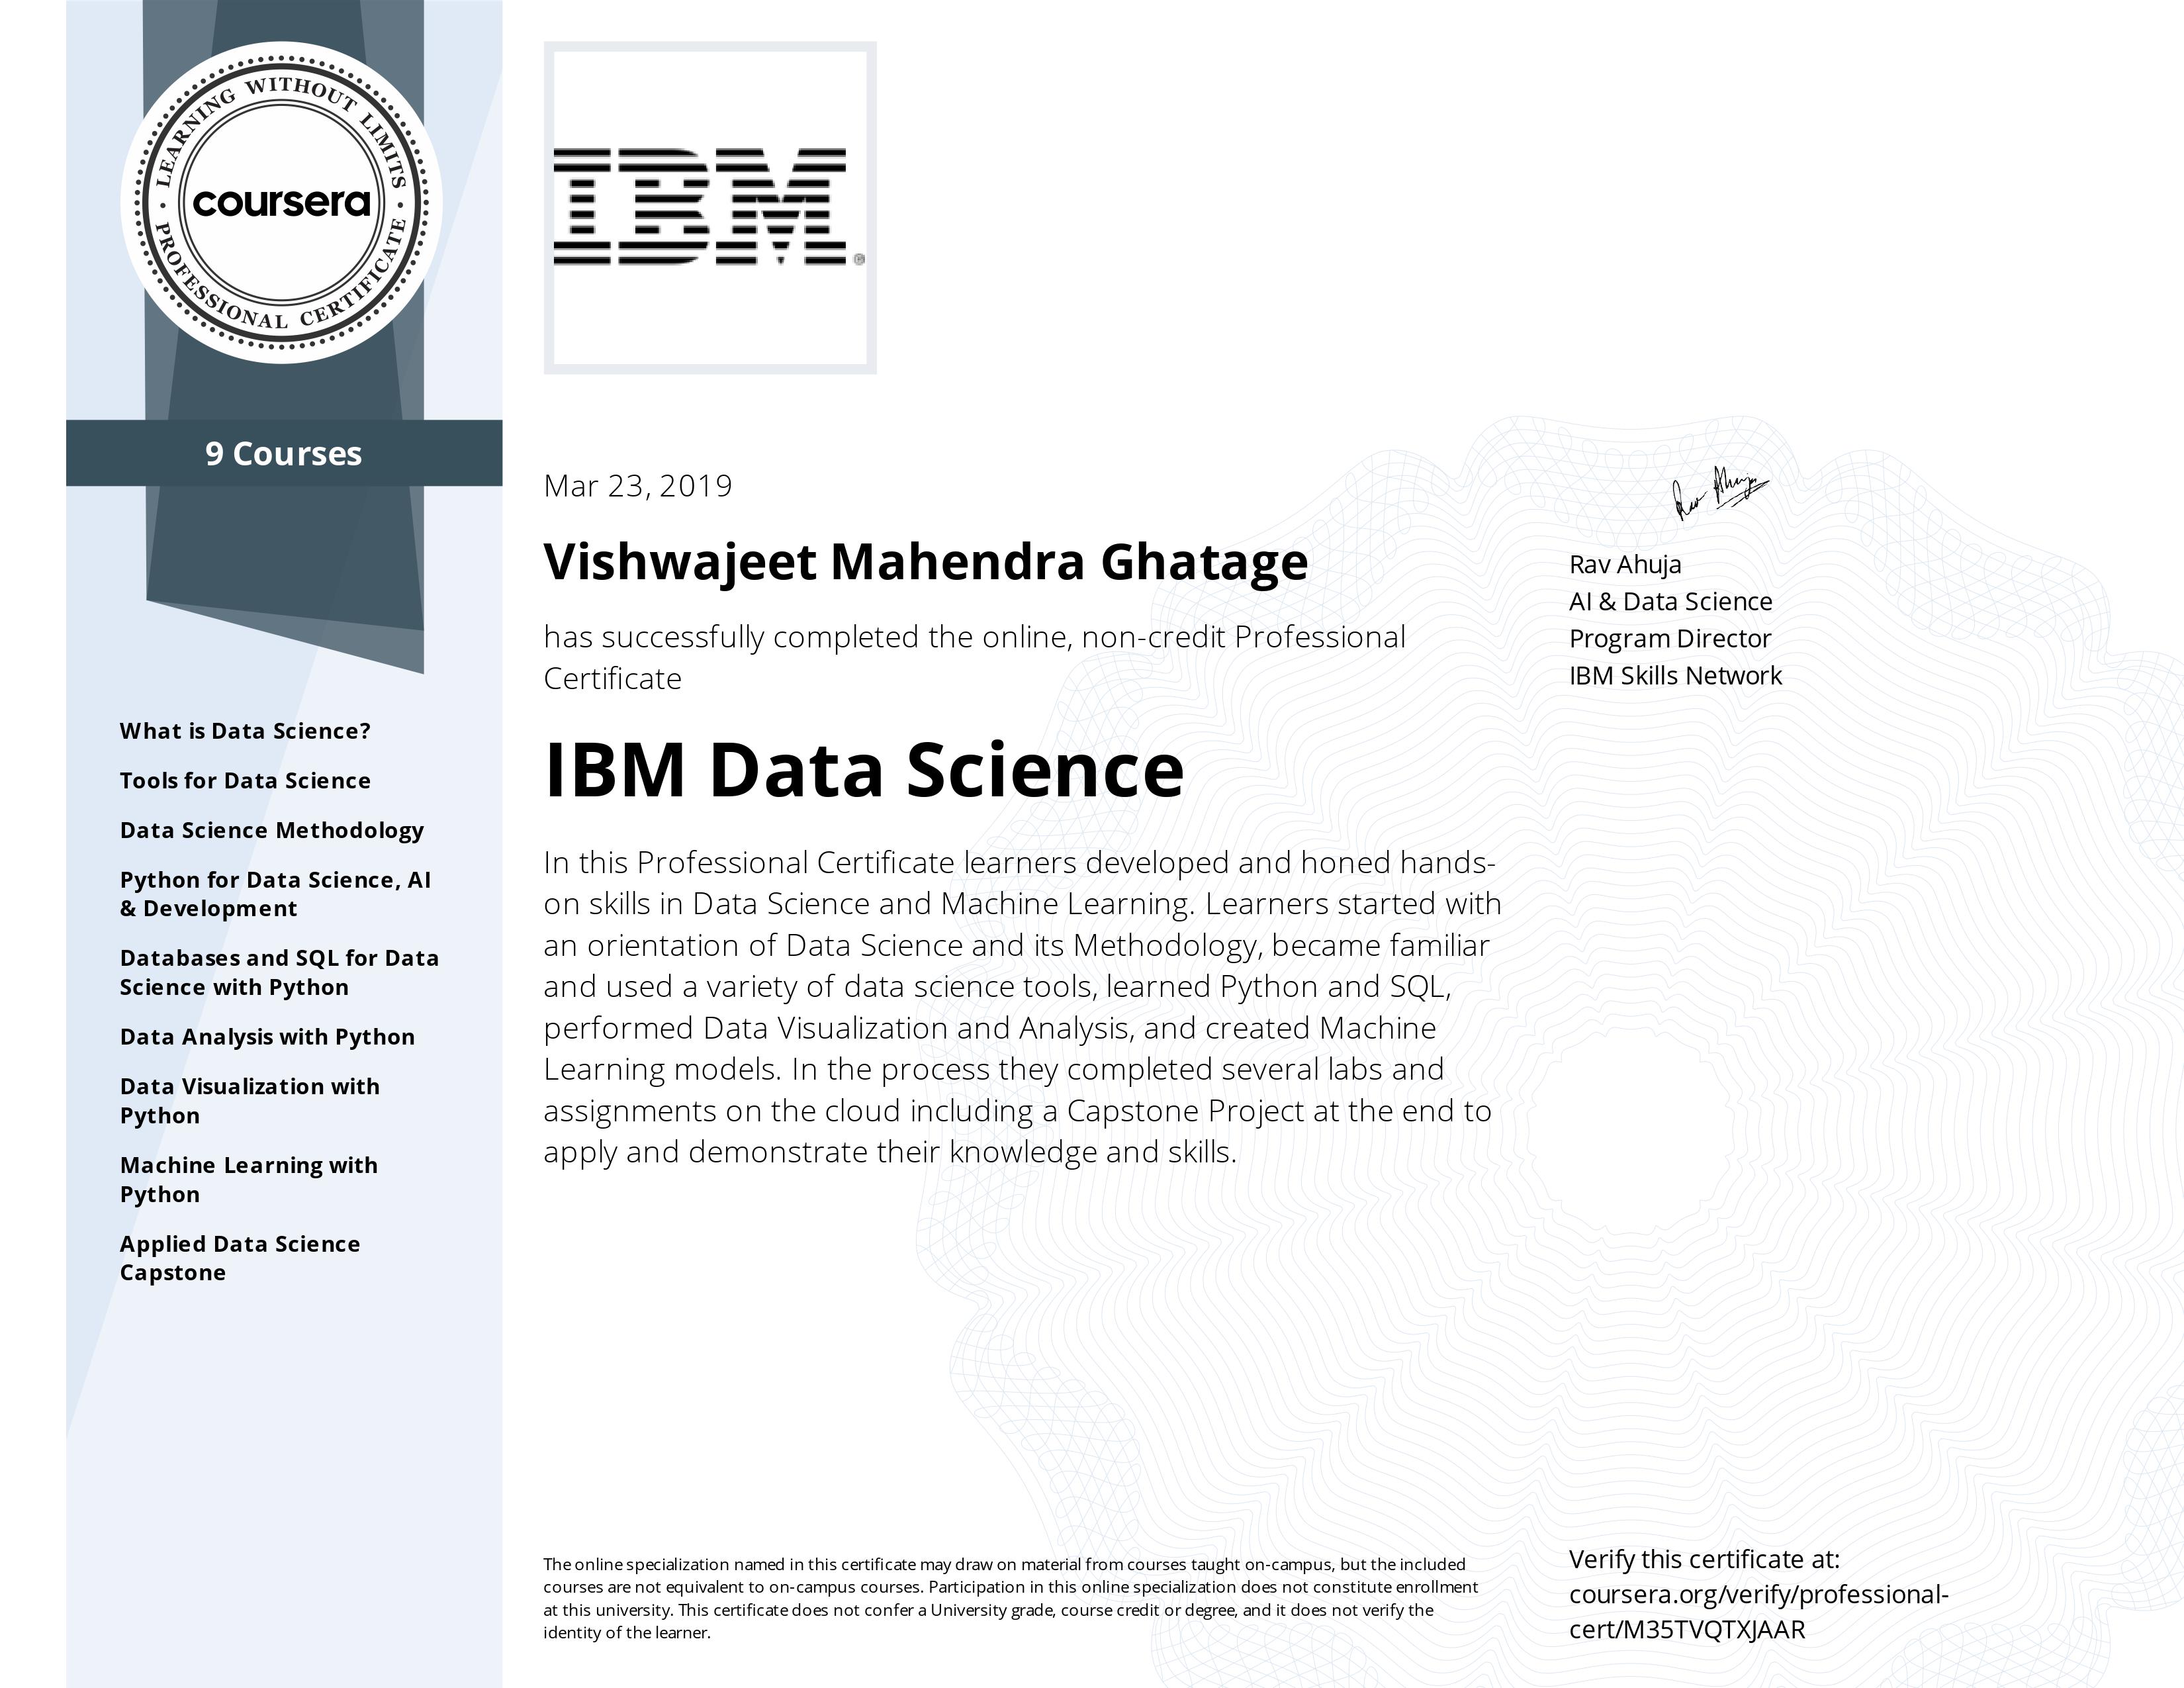 LEARNING WITHOUT LIMITS
coursera
PROFESSIONAL CERTIFICATE
9 Courses
What is Data Science?
Tools for Data Science
Data Science Methodology
Python for Data Science, AI
& Development
Databases and SQL for Data
Science with Python
Data Analysis with Python
Data Visualization with
Python
Machine Learning with
Python
Applied Data Science
Capstone
IBM®
Mar 23, 2019
Vishwajeet Mahendra Ghatage
has successfully completed the online, non-credit Professional
Certificate
IBM Data Science
In this Professional Certificate learners developed and honed hands-
on skills in Data Science and Machine Learning. Learners started with
an orientation of Data Science and its Methodology, became familiar
and used a variety of data science tools, learned Python and SQL,
performed Data Visualization and Analysis, and created Machine
Learning models. In the process they completed several labs and
assignments on the cloud including a Capstone Project at the end to
apply and demonstrate their knowledge and skills.
Rav Ahuja
Rav Ahuja
AI & Data Science
Program Director
IBM Skills Network
The online specialization named in this certificate may draw on material from courses taught on-campus, but the included
courses are not equivalent to on-campus courses. Participation in this online specialization does not constitute enrollment
at this university. This certificate does not confer a University grade, course credit or degree, and it does not verify the
identity of the learner.
Verify this certificate at:
coursera.org/verify/professional-
cert/M35TVQTXJAAR